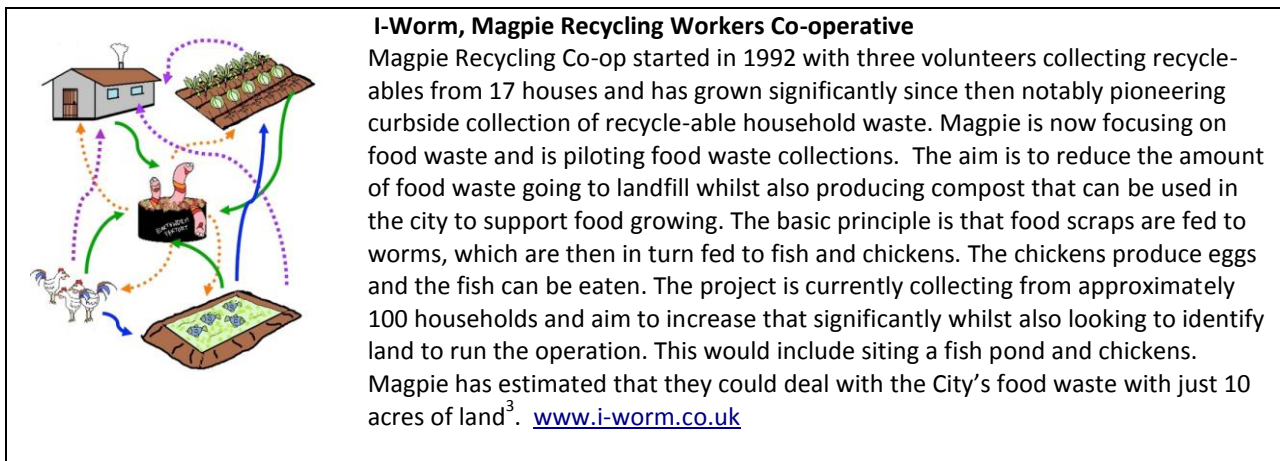 I-Worm, Magpie Recycling Workers Co-operative
Magpie Recycling Co-op started in 1992 with three volunteers collecting recycle-
ables from 17 houses and has grown significantly since then notably pioneering
curbside collection of recycle-able household waste. Magpie is now focusing on
food waste and is piloting food waste collections.  The aim is to reduce the amount
of food waste going to landfill whilst also producing compost that can be used in
the city to support food growing. The basic principle is that food scraps are fed to
worms, which are then in turn fed to fish and chickens. The chickens produce eggs
and the fish can be eaten. The project is currently collecting from approximately
100 households and aim to increase that significantly whilst also looking to identify
land to run the operation. This would include siting a fish pond and chickens.
Magpie has estimated that they could deal with the City’s food waste with just 10
acres of land³.  www.i-worm.co.uk